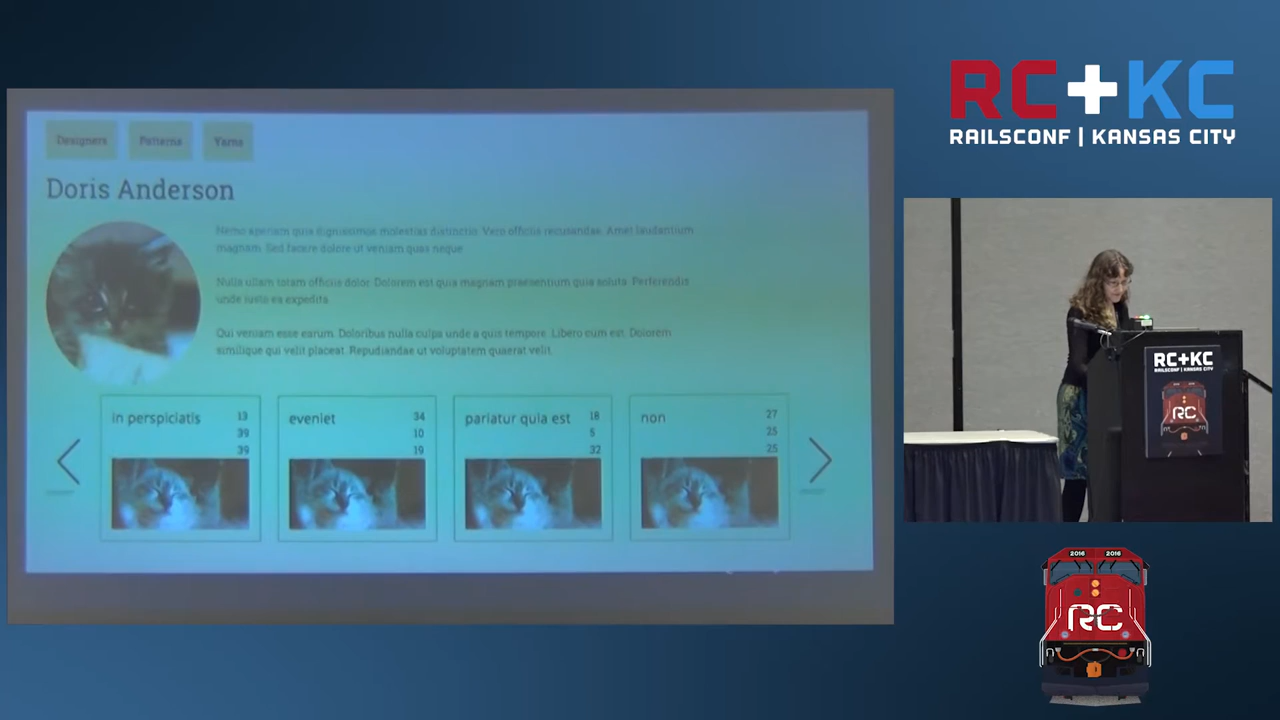 Designers Patterns Yarns
Doris Anderson
Nemo aperiam quia dignissimos molestias distinctio. Vero officiis recusandae. Amet laudantium
magnam. Sed facere dolore ut veniam quas neque
Nulla ullam totam officiis dolor. Dolorem est quia magnam praesentium quia soluta. Perferendis
unde iusto ea expedita.
Qui veniam esse earum. Doloribus nulla culpa unde a quis tempore. Libero cum est. Dolorem
similique qui velit placeat. Repudiandae ut voluptatem quaerat velit.
in perspiciatis 13
39
39
eveniet 34
10
19
pariatur quia est 18
5
32
non 27
25
25
RC+KC
RAILSCONF | KANSAS CITY
RC+KC
RAILSCONF | KANSAS CITY
RC
2016 2016
RC